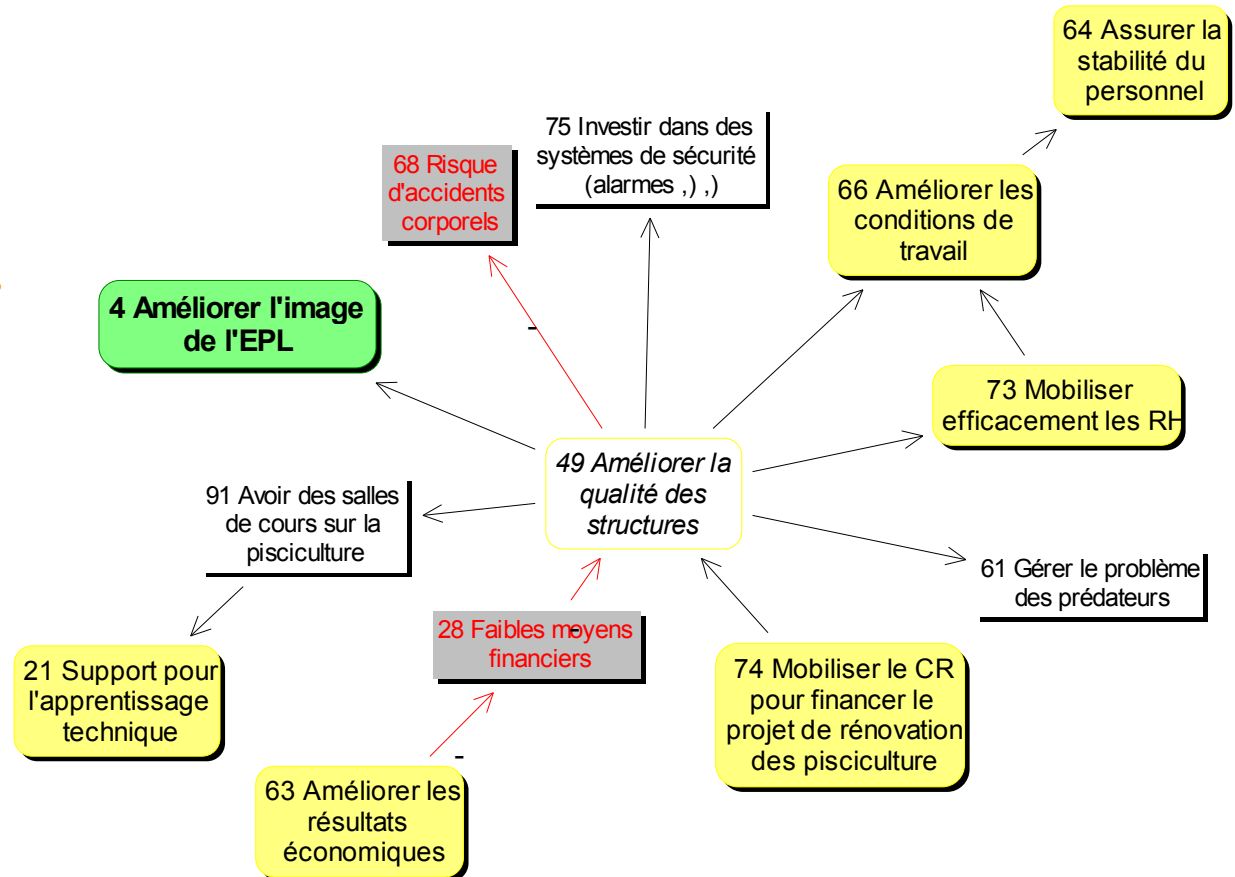 64 Assurer la
stabilité du
personnel
75 Investir dans des
systèmes de sécurité
(alarmes ,) ,)
68 Risque
d'accidents
corporels
66 Améliorer les
conditions de
travail
4 Améliorer l'image
de l'EPL
-
73 Mobiliser
efficacement les RH
49 Améliorer la
qualité des
structures
91 Avoir des salles
de cours sur la
pisciculture
61 Gérer le problème
des prédateurs
28 Faibles moyens
financiers
-
21 Support pour
l'apprentissage
technique
74 Mobiliser le CR
pour financer le
projet de rénovation
des pisciculture
-
63 Améliorer les
résultats
économiques